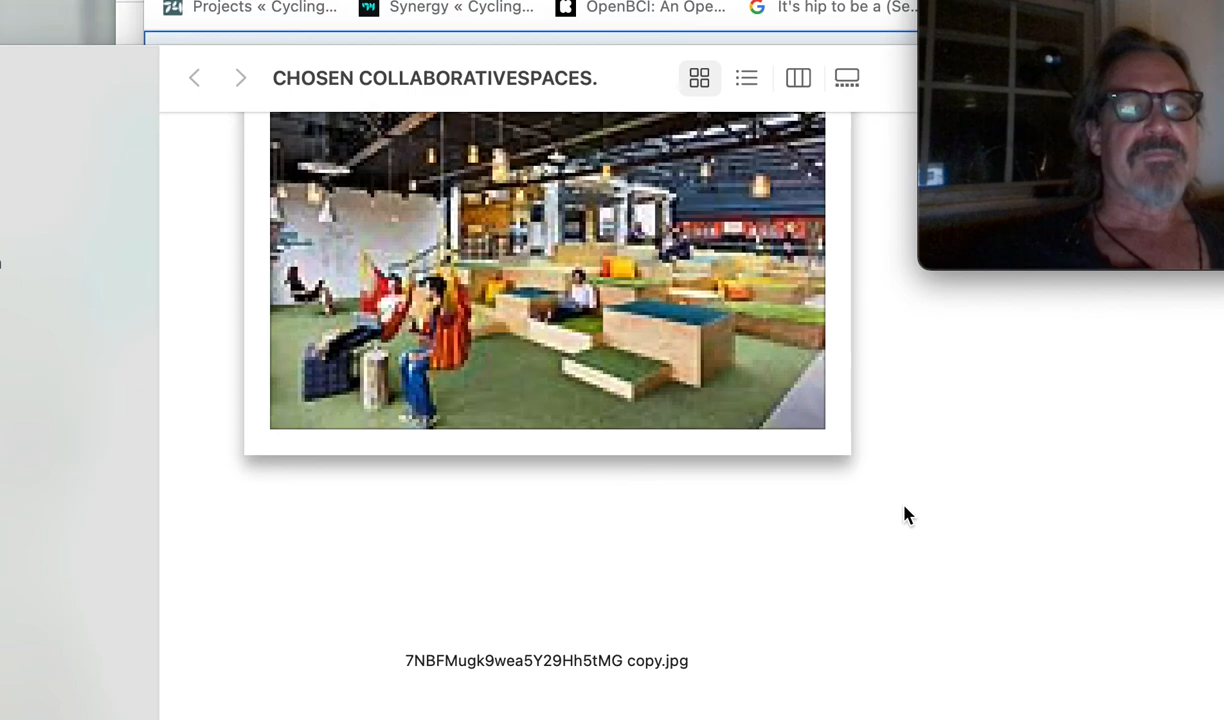 Projects « Cycling... Synergy « Cycling... OpenBCI: An Ope... It's hip to be a (Se...
CHOSEN COLLABORATIVESPACES.
7NBFMugk9wea5Y29Hh5tMG copy.jpg